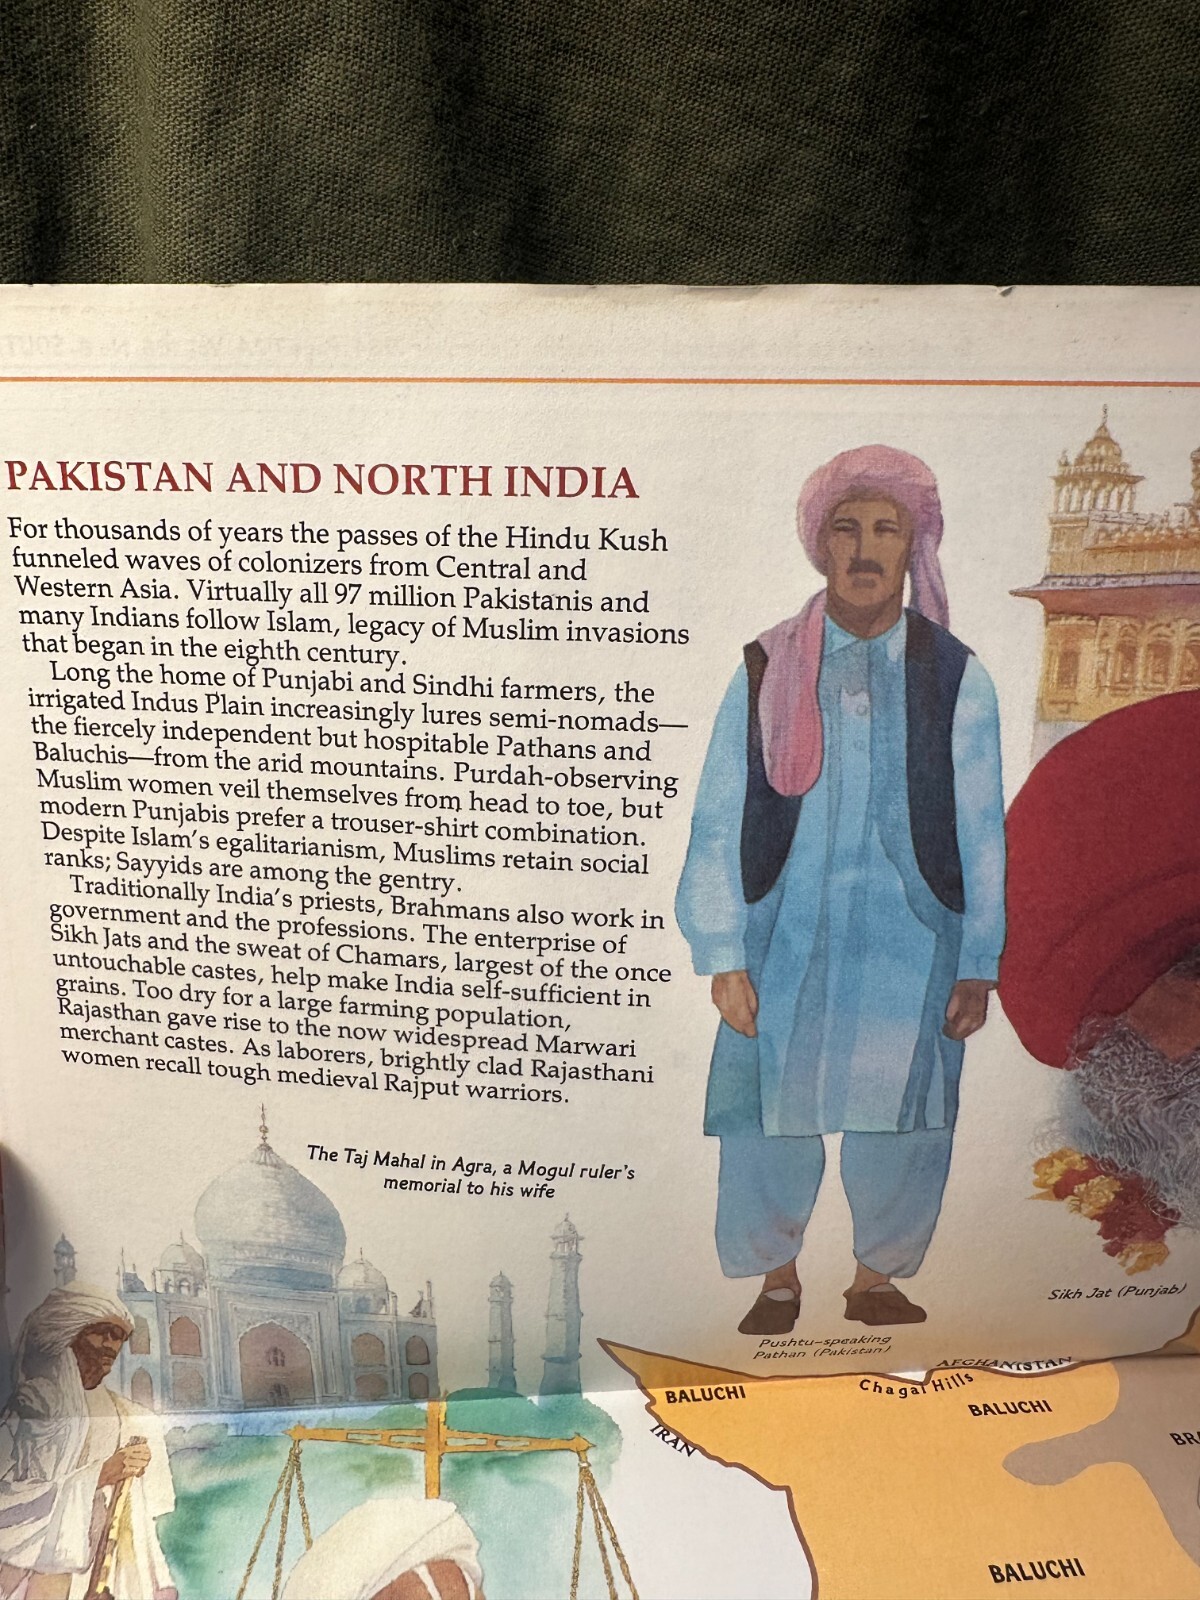 PAKISTAN AND NORTH INDIA
For thousands of years the passes of the Hindu Kush
funneled waves of colonizers from Central and
Western Asia. Virtually all 97 million Pakistanis and
many Indians follow Islam, legacy of Muslim invasions
that began in the eighth century.
Long the home of Punjabi and Sindhi farmers, the
irrigated Indus Plain increasingly lures semi-nomads—
the fiercely independent but hospitable Pathans and
Baluchis—from the arid mountains. Purdah-observing
Muslim women veil themselves from head to toe, but
modern Punjabis prefer a trouser-shirt combination.
Despite Islam's egalitarianism, Muslims retain social
ranks; Sayyids are among the gentry.
Traditionally India's priests, Brahmans also work in
government and the professions. The enterprise of
Sikh Jats and the sweat of Chamars, largest of the once
untouchable castes, help make India self-sufficient in
grains. Too dry for a large farming population,
Rajasthan gave rise to the now widespread Marwari
merchant castes. As laborers, brightly clad Rajasthani
women recall tough medieval Rajput warriors.
The Taj Mahal in Agra, a Mogul ruler's
memorial to his wife
Sikh Jat (Punjab)
Pushtu-speaking
Pathan (Pakistan)
AFGHANISTAN
Chagai Hills
BALUCHI
BALUCHI
IRAN
BALUCHI